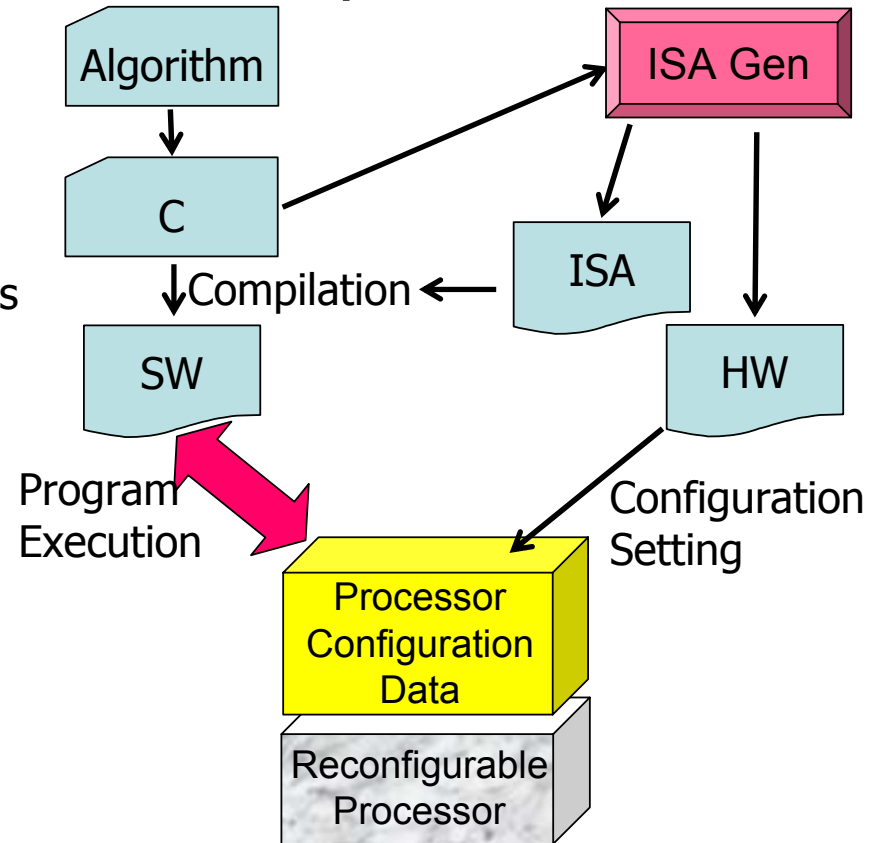 Algorithm
ISA Gen
C
s
Compilation
ISA
SW
HW
Program
Execution
Configuration
Setting
Processor
Configuration
Data
Reconfigurable
Processor